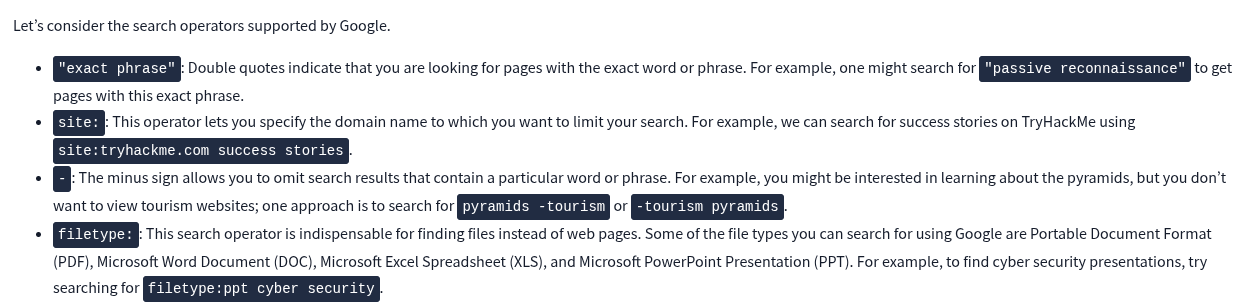 Let’s consider the search operators supported by Google.
• "exact phrase" : Double quotes indicate that you are looking for pages with the exact word or phrase. For example, one might search for "passive reconnaissance" to get
pages with this exact phrase.
• site: : This operator lets you specify the domain name to which you want to limit your search. For example, we can search for success stories on TryHackMe using
site:tryhackme.com success stories .
• - : The minus sign allows you to omit search results that contain a particular word or phrase. For example, you might be interested in learning about the pyramids, but you don’t
want to view tourism websites; one approach is to search for pyramids -tourism or -tourism pyramids .
• filetype: : This search operator is indispensable for finding files instead of web pages. Some of the file types you can search for using Google are Portable Document Format
(PDF), Microsoft Word Document (DOC), Microsoft Excel Spreadsheet (XLS), and Microsoft PowerPoint Presentation (PPT). For example, to find cyber security presentations, try
searching for filetype:ppt cyber security .